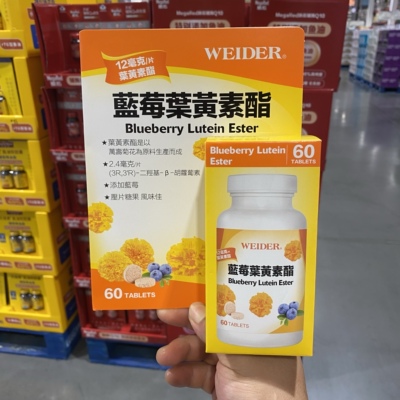 WEIDER®
12毫克/片
葉黃素酯
藍莓葉黃素酯
Blueberry Lutein Ester
★葉黃素酯是以
萬壽菊花為原料生產而成
★2.4毫克/片
(3R,3'R)-二羥基-β-胡蘿蔔素
★添加藍莓
★壓片糖果 風味佳
60 TABLETS
Blueberry Lutein
Ester
60
TABLETS
WEIDER
藍莓葉黃素酯
Blueberry Lutein Ester
60 TABLETS